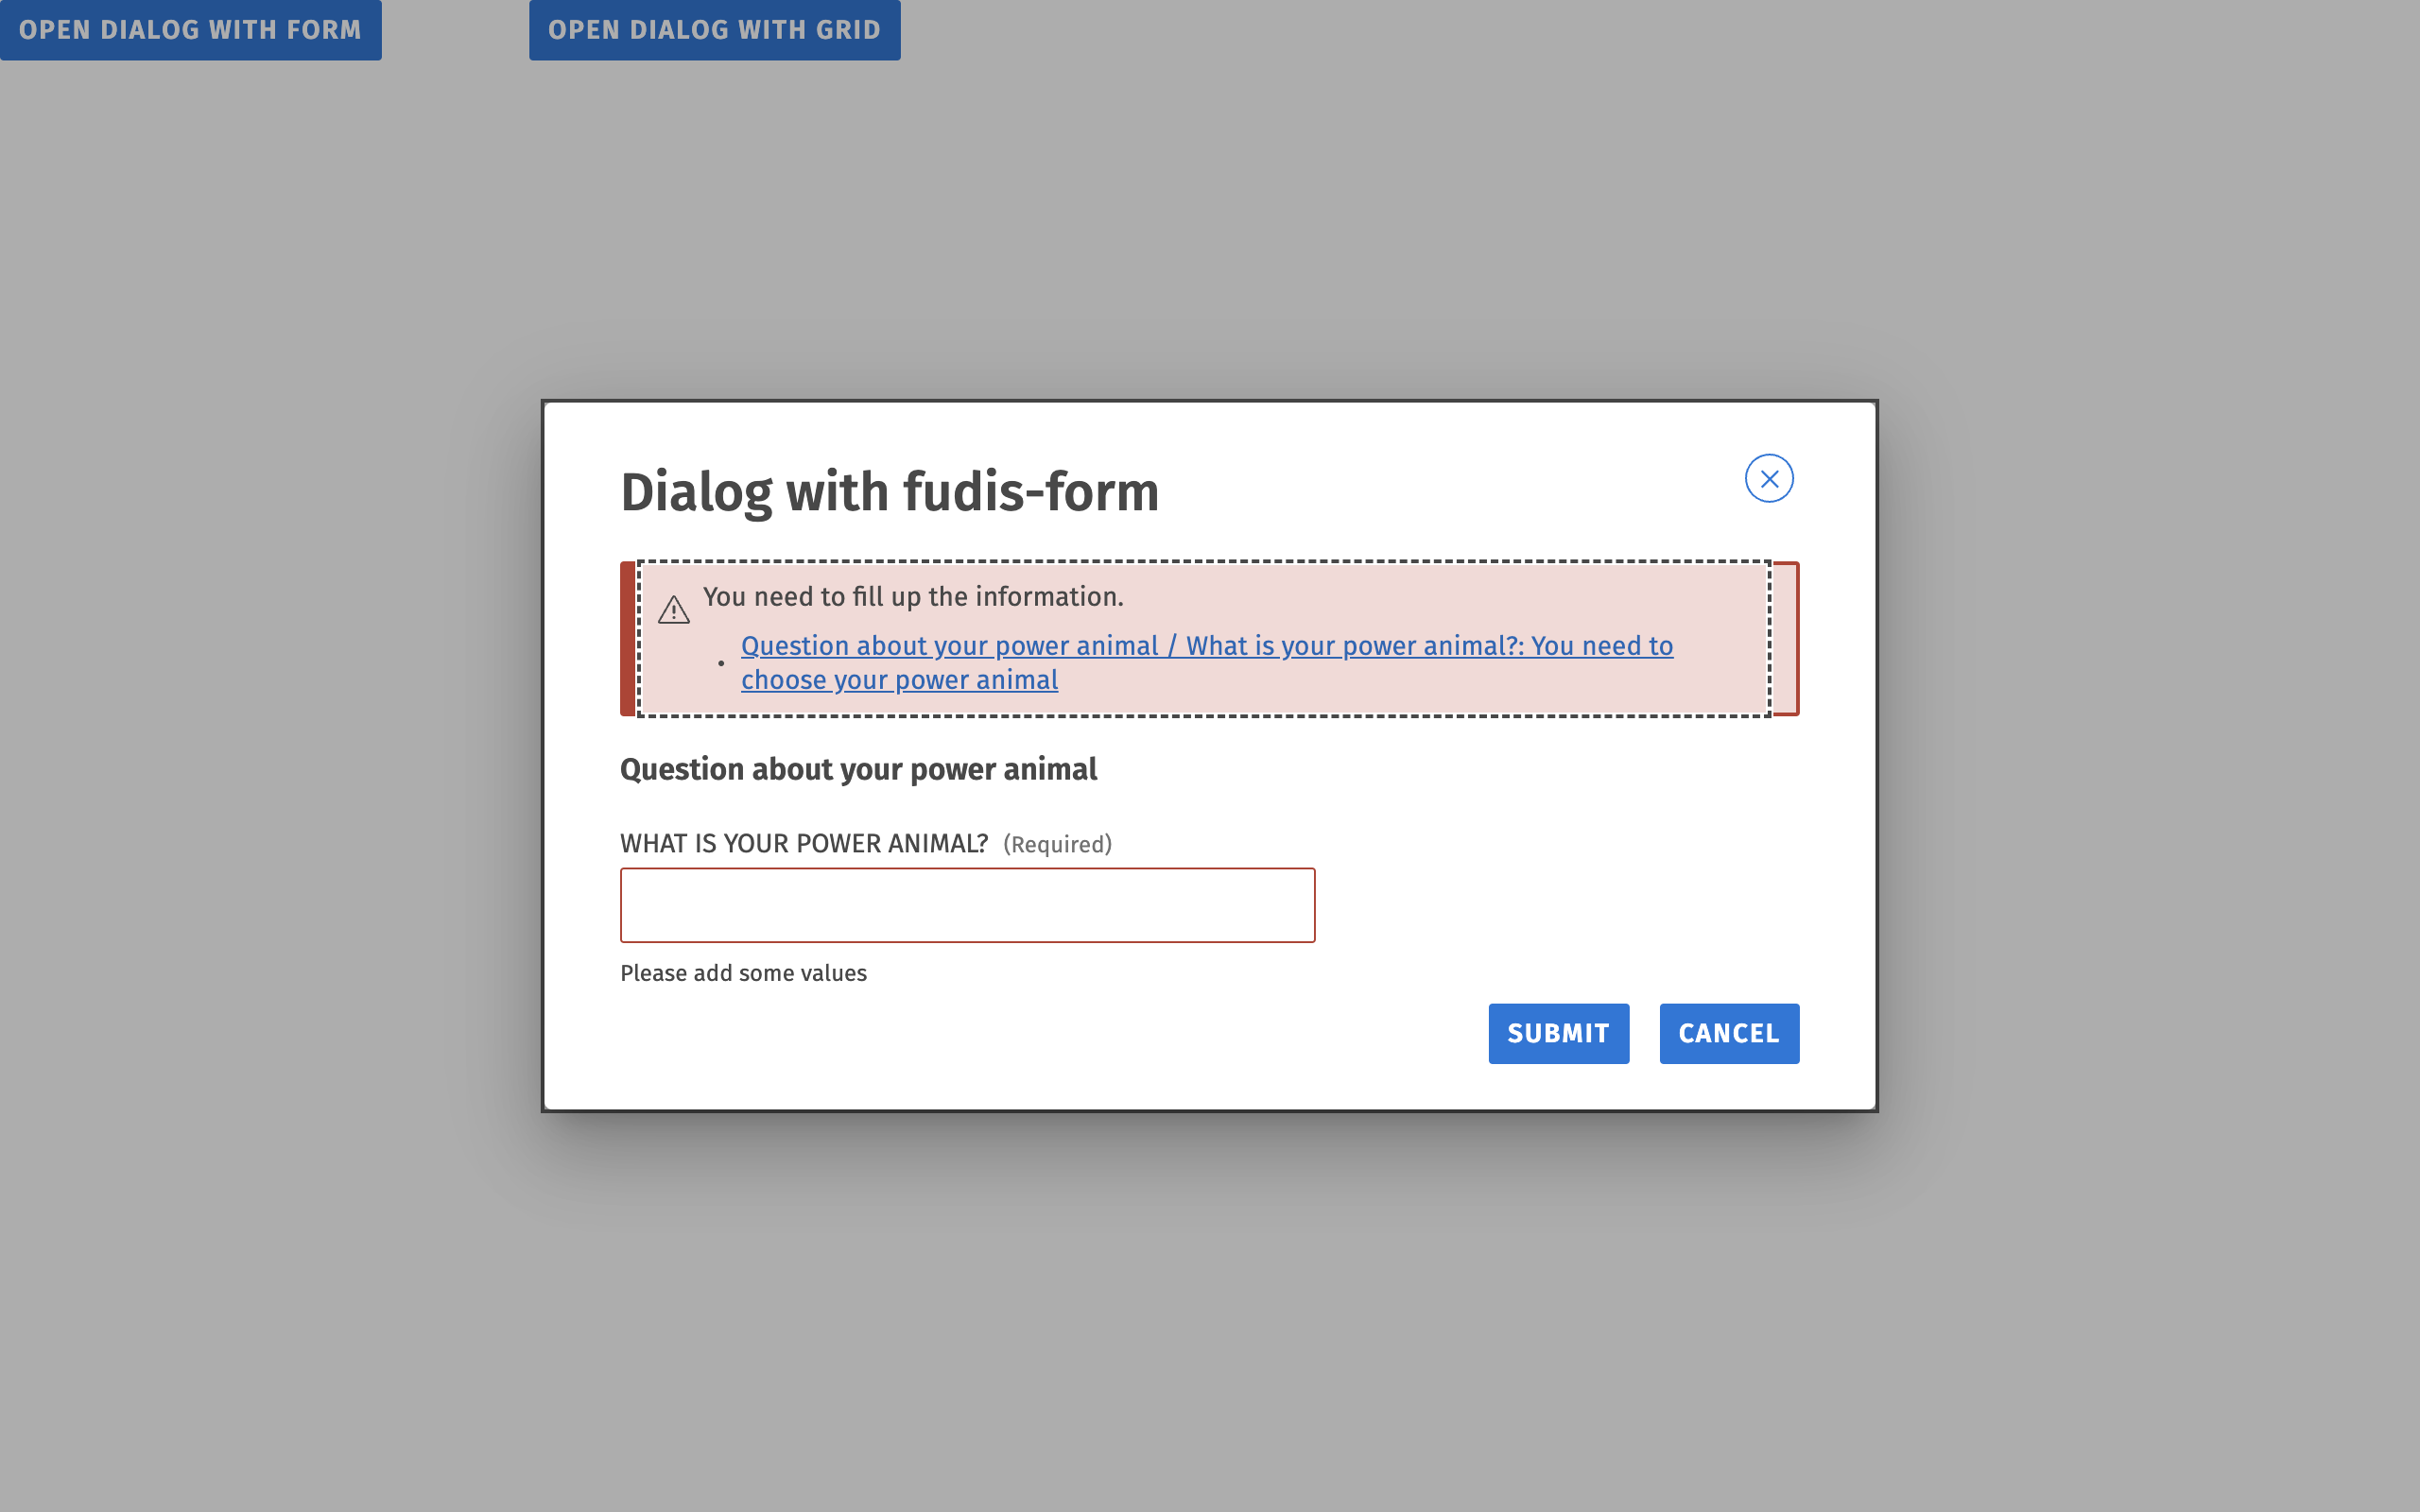 OPEN DIALOG WITH FORM
OPEN DIALOG WITH GRID
Dialog with fudis-form
You need to fill up the information.
• Question about your power animal / What is your power animal?: You need to
choose your power animal
Question about your power animal
WHAT IS YOUR POWER ANIMAL? (Required)
Please add some values
SUBMIT
CANCEL